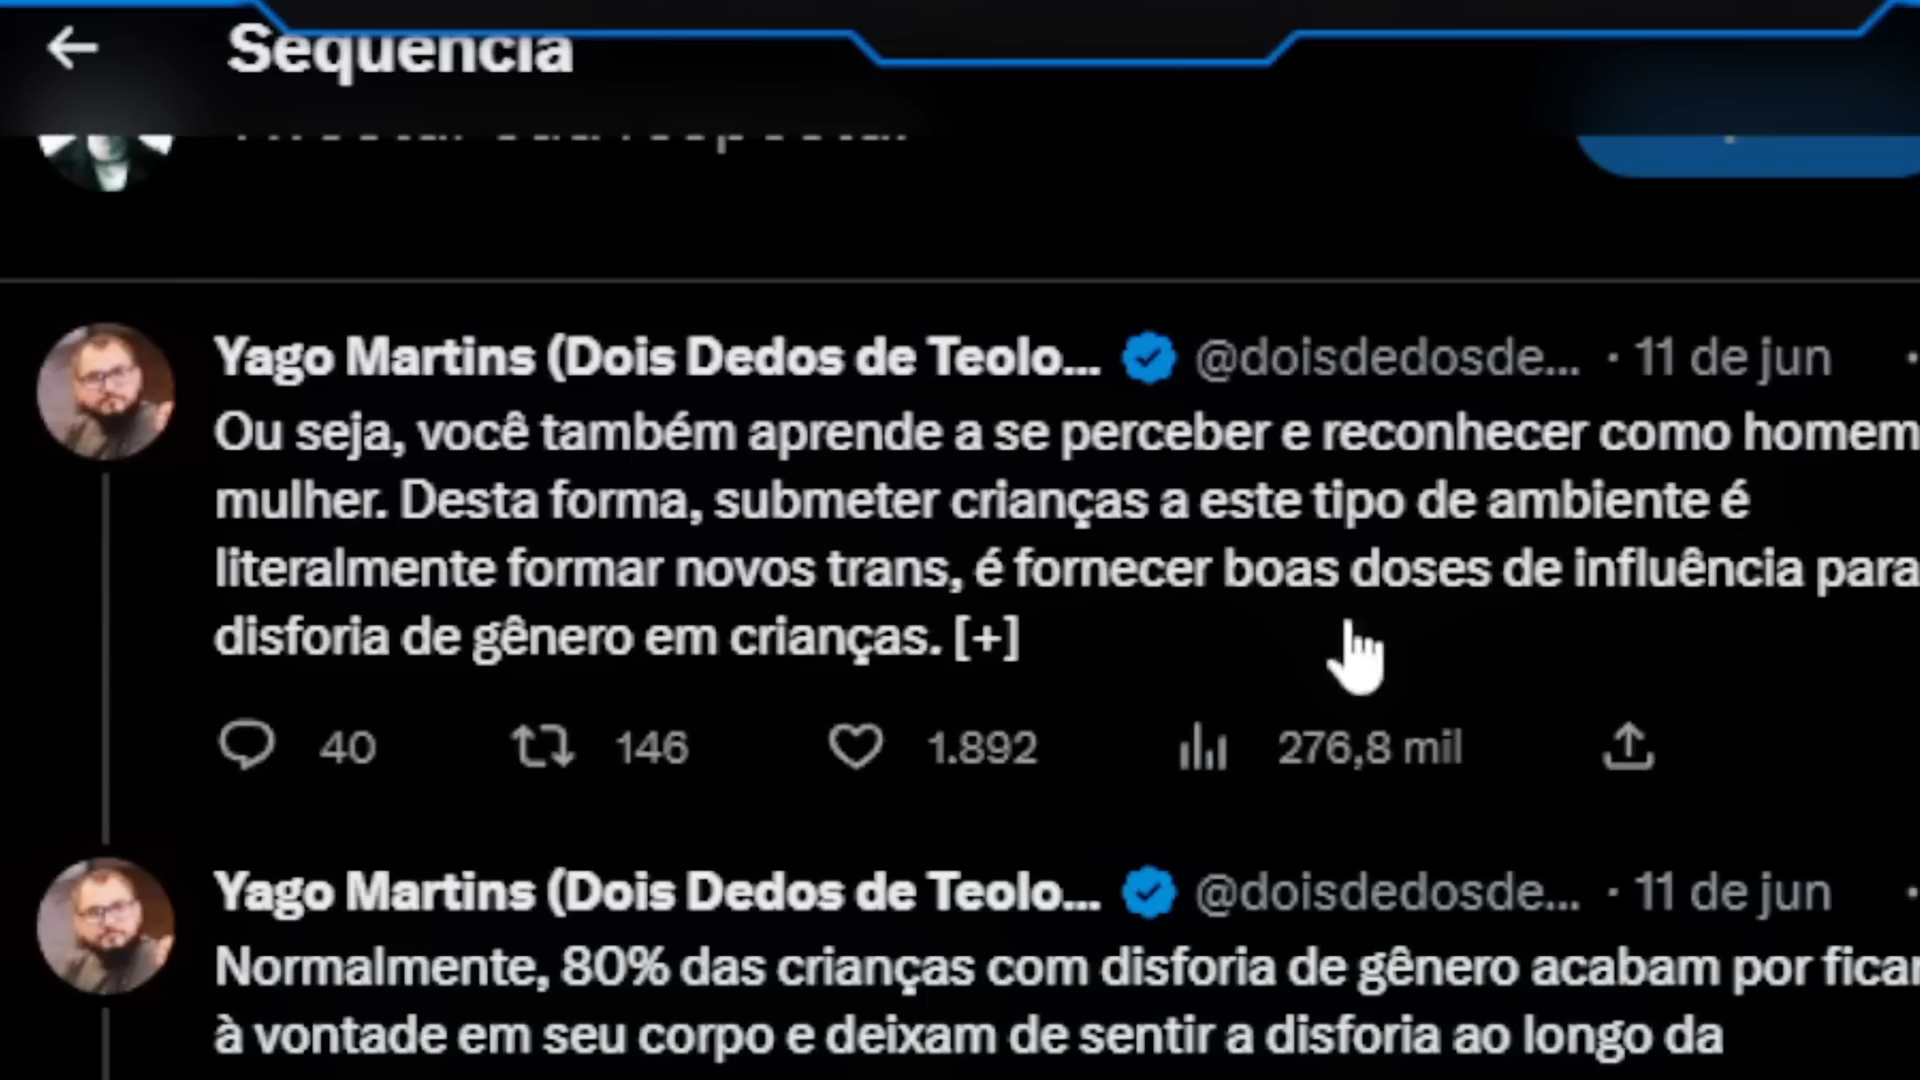 Sequência
Yago Martins (Dois Dedos de Teolo... @doisdedosde... · 11 de jun
Ou seja, você também aprende a se perceber e reconhecer como homem
mulher. Desta forma, submeter crianças a este tipo de ambiente é
literalmente formar novos trans, é fornecer boas doses de influência para
disforia de gênero em crianças. [+]
40 146 1.892 276,8 mil
Yago Martins (Dois Dedos de Teolo... @doisdedosde... · 11 de jun
Normalmente, 80% das crianças com disforia de gênero acabam por ficar
à vontade em seu corpo e deixam de sentir a disforia ao longo da